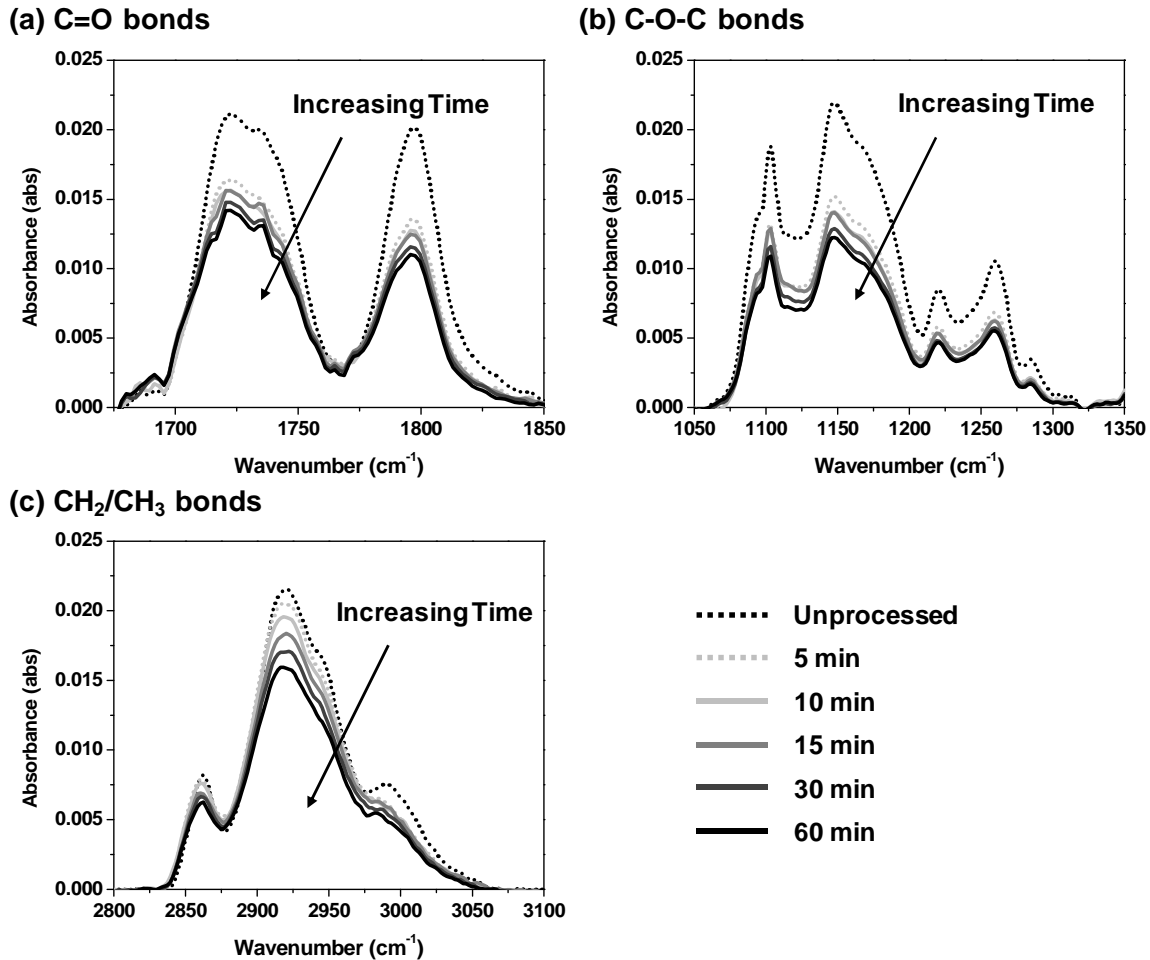 (a) C=O bonds
(b) C-O-C bonds
0.025
0.020
0.015
0.010
0.005
0.000
Absorbance (abs)
Increasing Time
1700
1750
1800
1850
Wavenumber (cm⁻¹)
0.025
0.020
0.015
0.010
0.005
0.000
Absorbance (abs)
Increasing Time
1050
1100
1150
1200
1250
1300
1350
Wavenumber (cm⁻¹)
(c) CH₂/CH₃ bonds
0.025
0.020
0.015
0.010
0.005
0.000
Absorbance (abs)
Increasing Time
2800
2850
2900
2950
3000
3050
3100
Wavenumber (cm⁻¹)
Unprocessed
5 min
10 min
15 min
30 min
60 min